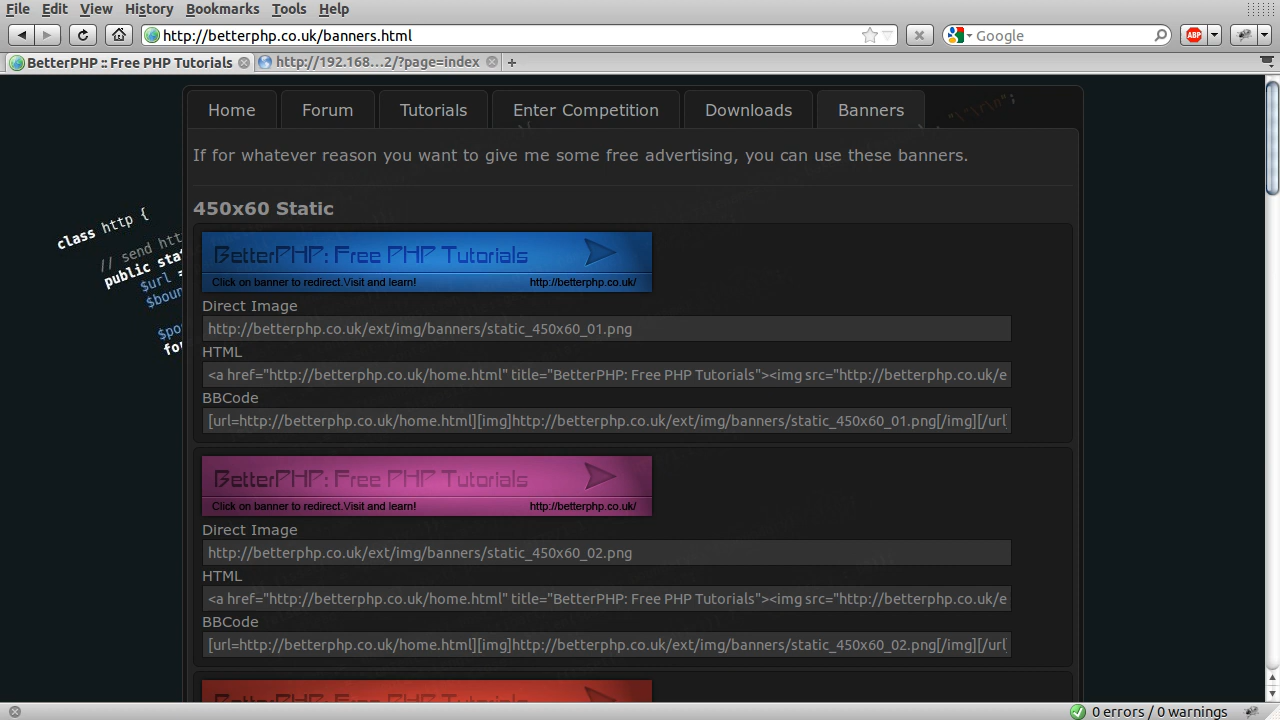 File Edit View History Bookmarks Tools Help
http://betterphp.co.uk/banners.html
Google
ABP
BetterPHP :: Free PHP Tutorials
http://192.168...2/?page=index
Home Forum Tutorials Enter Competition Downloads Banners
"\"\r\n";
If for whatever reason you want to give me some free advertising, you can use these banners.
class http {
// send htt
public stat
$url =
$boun
$po
for
450x60 Static
BetterPHP: Free PHP Tutorials
Click on banner to redirect.Visit and learn! http://betterphp.co.uk/
Direct Image
http://betterphp.co.uk/ext/img/banners/static_450x60_01.png
HTML
<a href="http://betterphp.co.uk/home.html" title="BetterPHP: Free PHP Tutorials"><img src="http://betterphp.co.uk/e
BBCode
[url=http://betterphp.co.uk/home.html][img]http://betterphp.co.uk/ext/img/banners/static_450x60_01.png[/img][/url]
BetterPHP: Free PHP Tutorials
Click on banner to redirect.Visit and learn! http://betterphp.co.uk/
Direct Image
http://betterphp.co.uk/ext/img/banners/static_450x60_02.png
HTML
<a href="http://betterphp.co.uk/home.html" title="BetterPHP: Free PHP Tutorials"><img src="http://betterphp.co.uk/e
BBCode
[url=http://betterphp.co.uk/home.html][img]http://betterphp.co.uk/ext/img/banners/static_450x60_02.png[/img][/url]
BetterPHP: Free PHP Tutorials
0 errors / 0 warnings